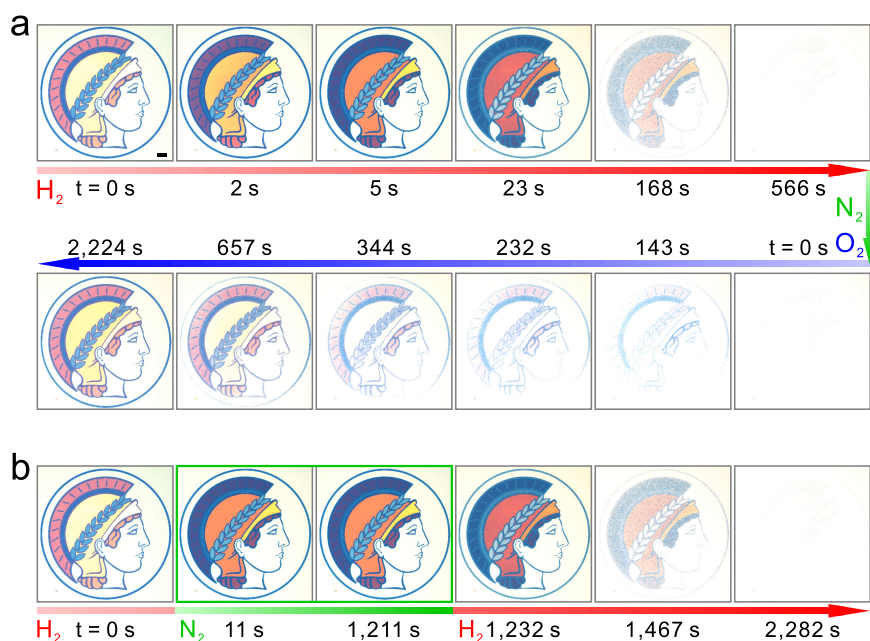 a
H₂ t = 0 s 2 s 5 s 23 s 168 s 566 s
N₂
2,224 s 657 s 344 s 232 s 143 s t = 0 s O₂
b
H₂ t = 0 s N₂ 11 s 1,211 s H₂ 1,232 s 1,467 s 2,282 s